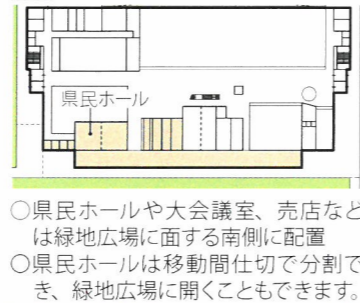 県民ホール
○県民ホールや大会議室、売店など
は緑地広場に面する南側に配置
○県民ホールは移動間仕切で分割で
き、緑地広場に開くこともできます。